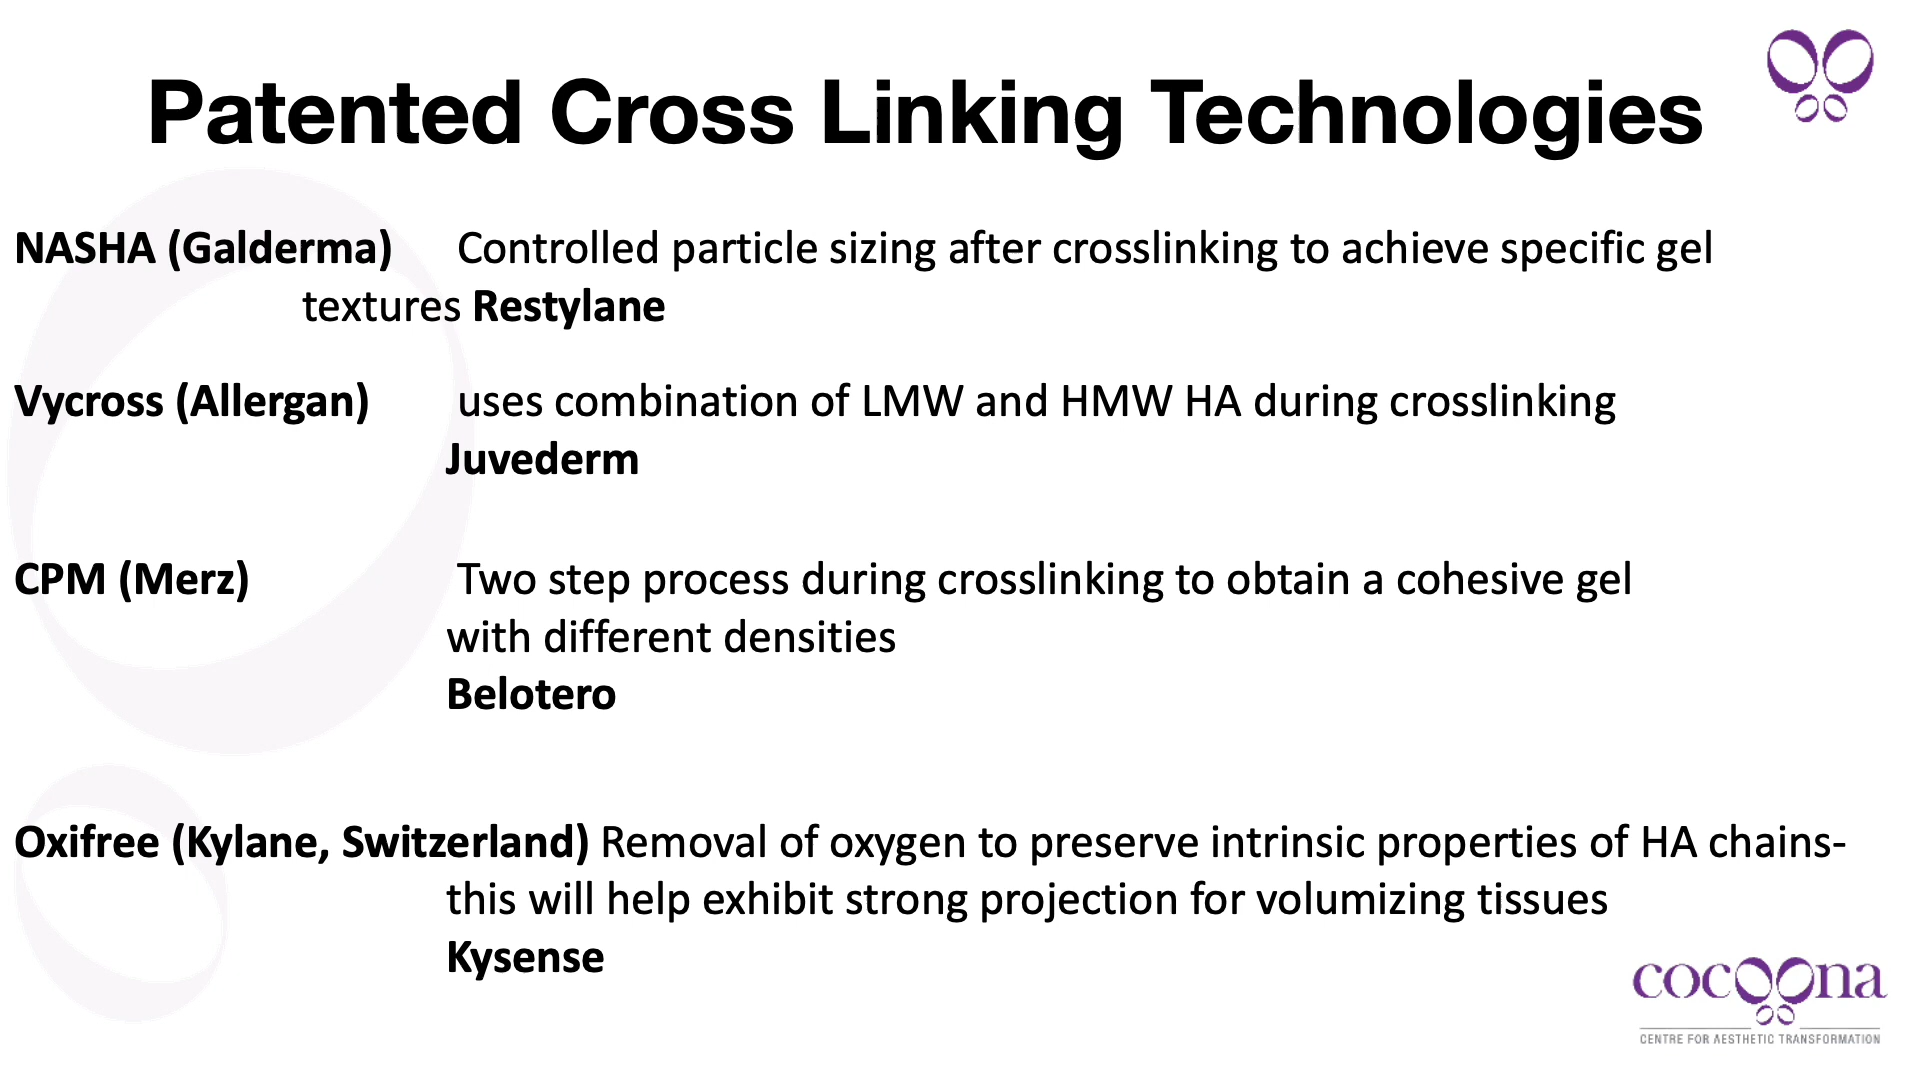 Patented Cross Linking Technologies
NASHA (Galderma) Controlled particle sizing after crosslinking to achieve specific gel
textures Restylane
Vycross (Allergan) uses combination of LMW and HMW HA during crosslinking
Juvederm
CPM (Merz) Two step process during crosslinking to obtain a cohesive gel
with different densities
Belotero
Oxifree (Kylane, Switzerland) Removal of oxygen to preserve intrinsic properties of HA chains-
this will help exhibit strong projection for volumizing tissues
Kysense
cocoona
CENTRE FOR AESTHETIC TRANSFORMATION